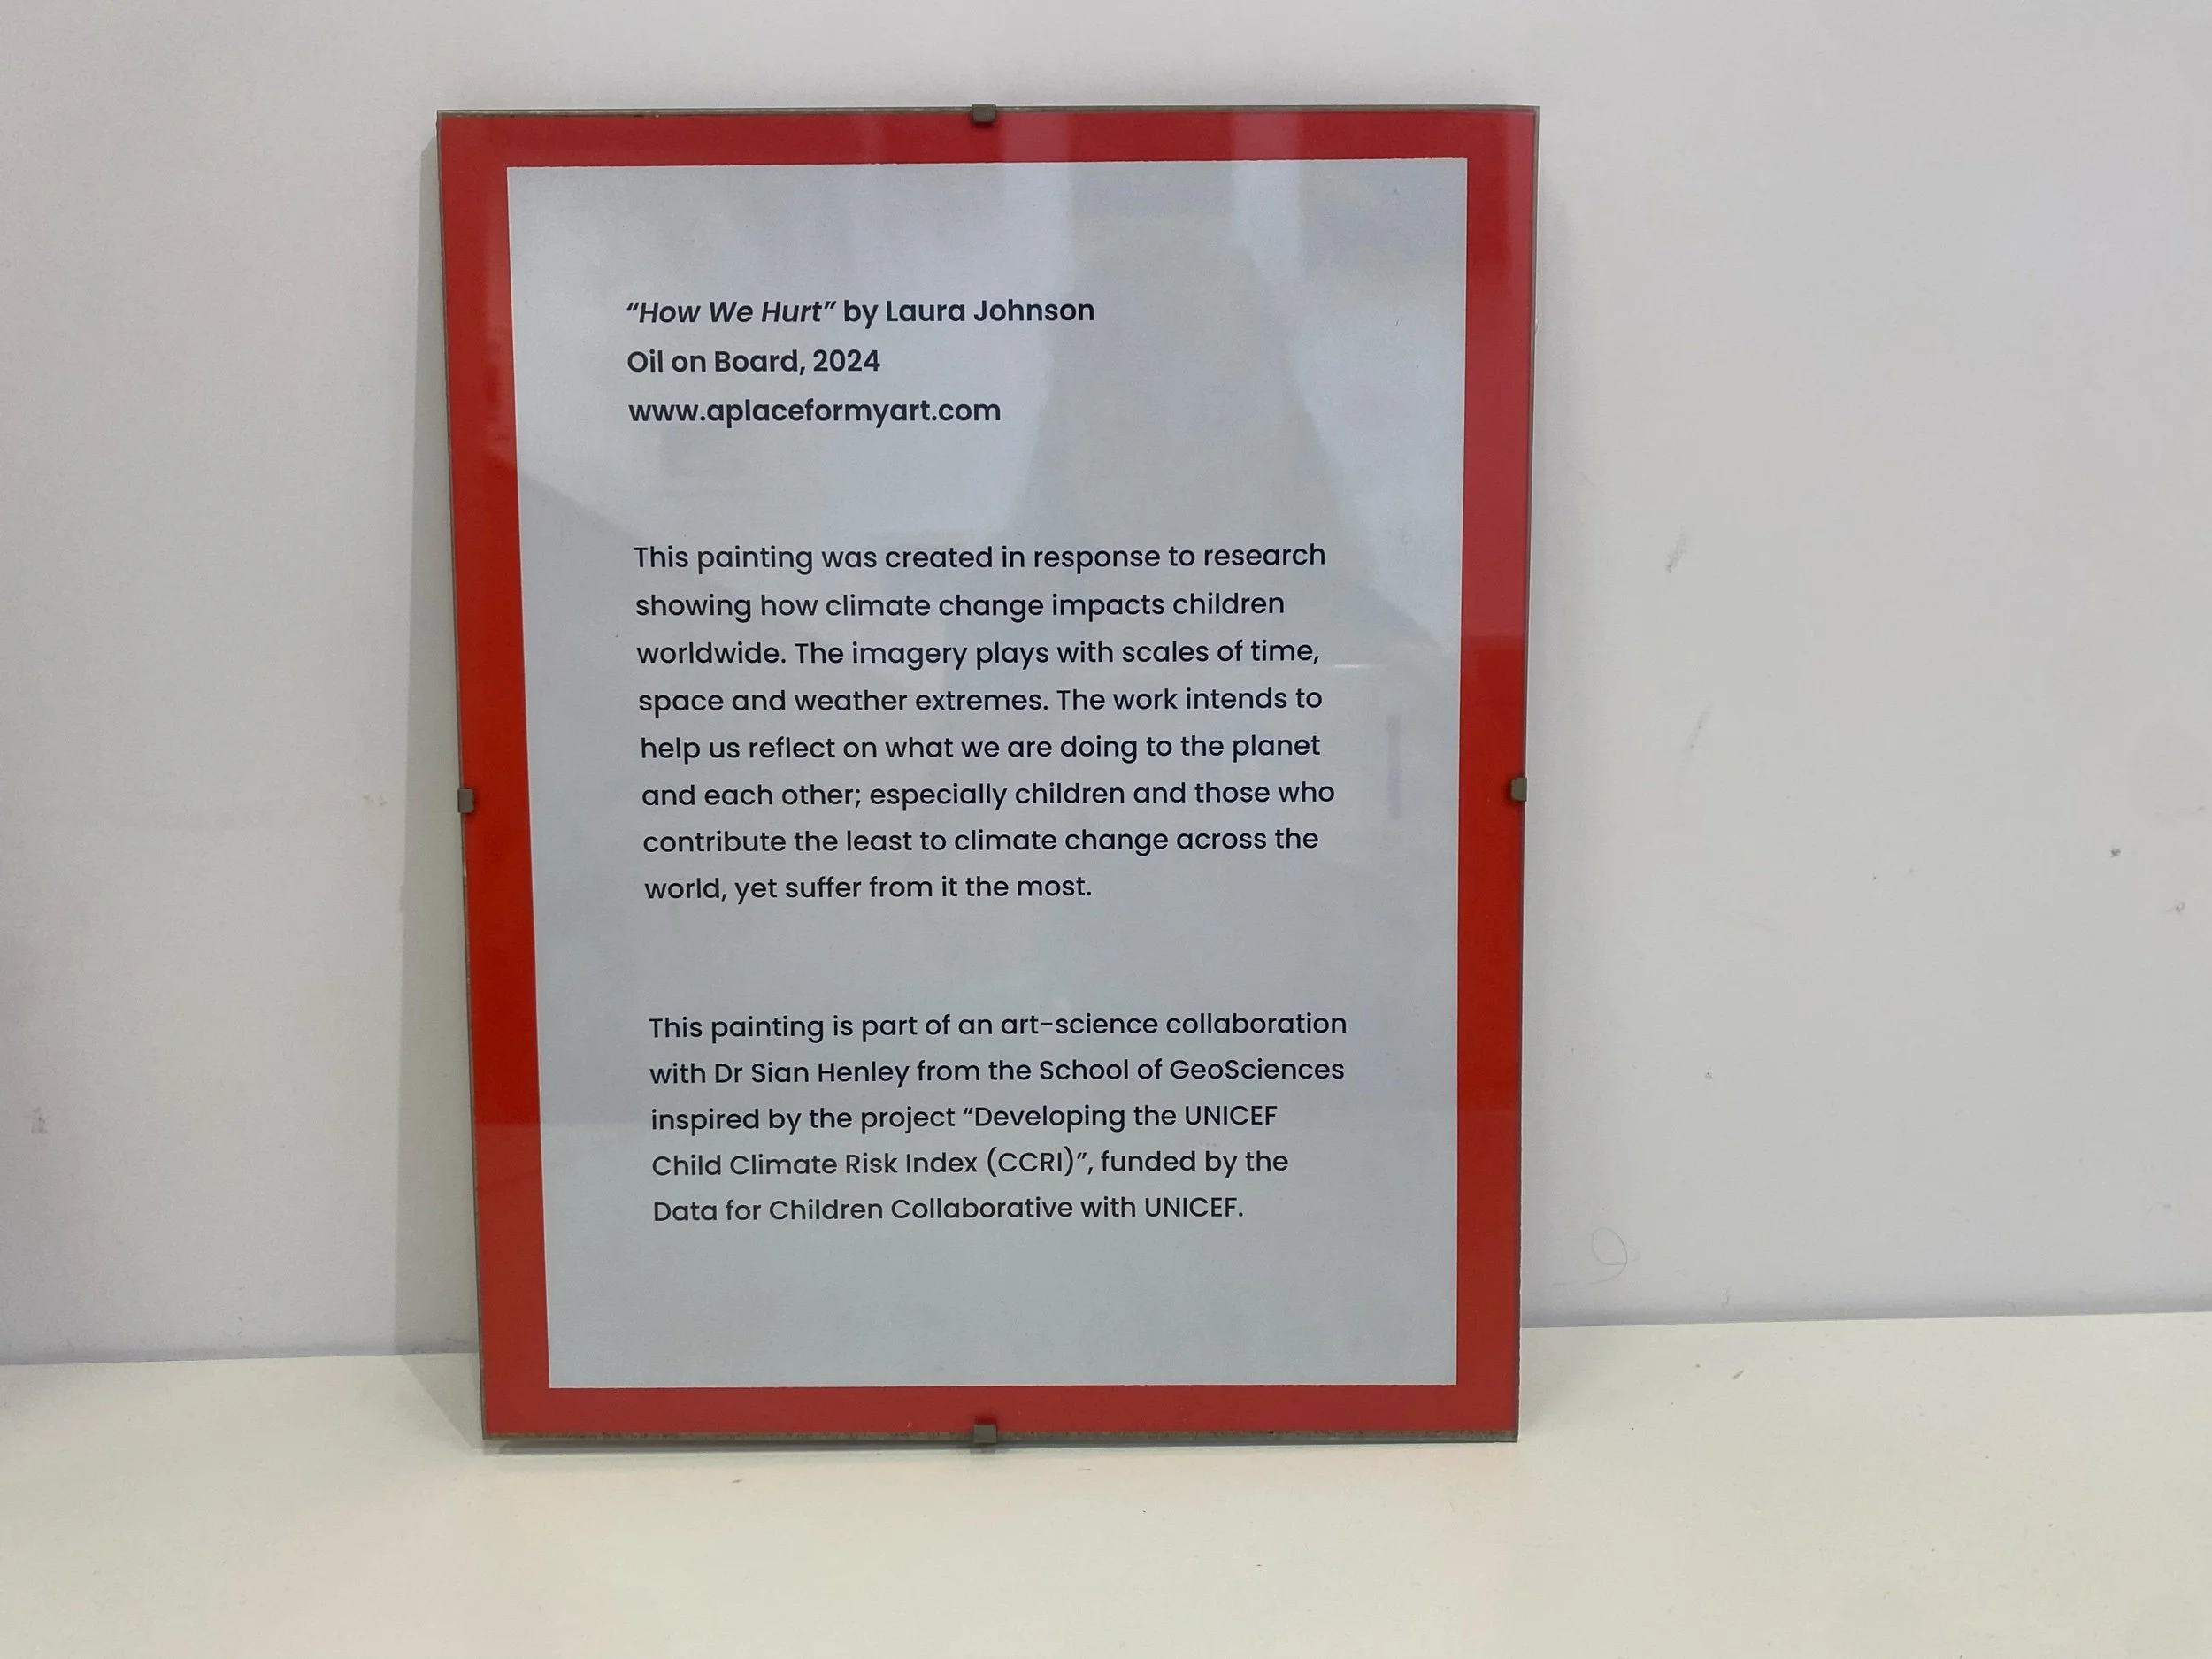 “How We Hurt” by Laura Johnson
Oil on Board, 2024
www.aplaceformyart.com
This painting was created in response to research
showing how climate change impacts children
worldwide. The imagery plays with scales of time,
space and weather extremes. The work intends to
help us reflect on what we are doing to the planet
and each other; especially children and those who
contribute the least to climate change across the
world, yet suffer from it the most.
This painting is part of an art-science collaboration
with Dr Sian Henley from the School of GeoSciences
inspired by the project “Developing the UNICEF
Child Climate Risk Index (CCRI)”, funded by the
Data for Children Collaborative with UNICEF.